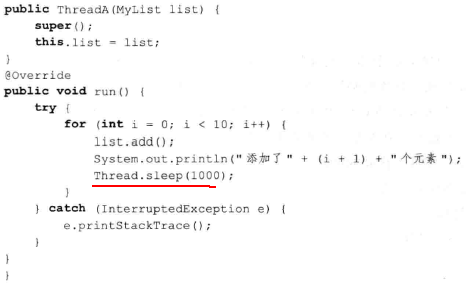 public ThreadA(MyList list) {
super();
this.list = list;
}
@Override
public void run() {
try {
for (int i = 0; i < 10; i++) {
list.add();
System.out.println("添加了" + (i + 1) + "个元素");
Thread.sleep(1000);
}
} catch (InterruptedException e) {
e.printStackTrace();
}
}
}